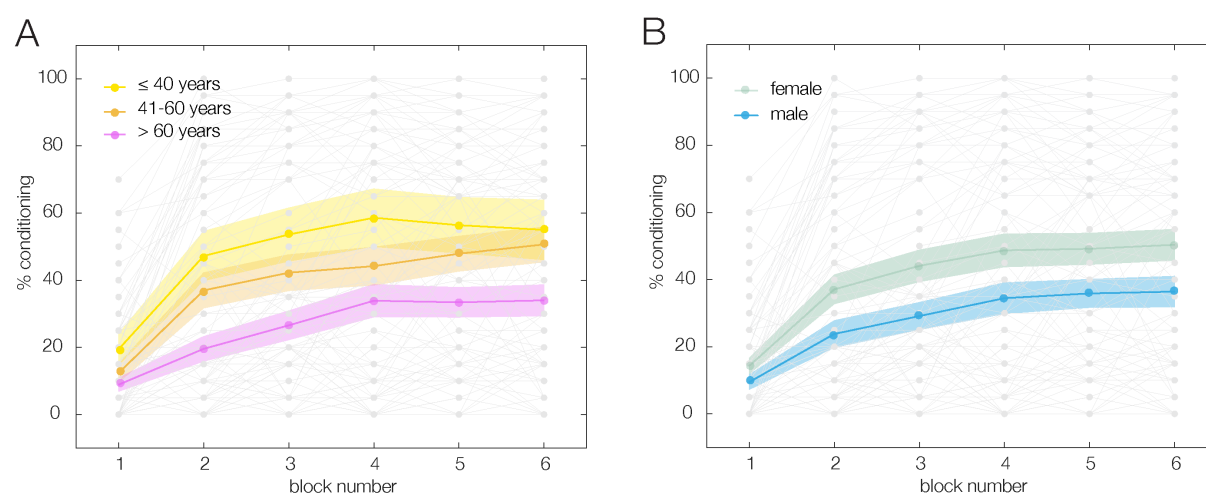 A
B
≤ 40 years
41-60 years
> 60 years
female
male
100
80
60
40
20
0
% conditioning
1 2 3 4 5 6
block number
100
80
60
40
20
0
% conditioning
1 2 3 4 5 6
block number